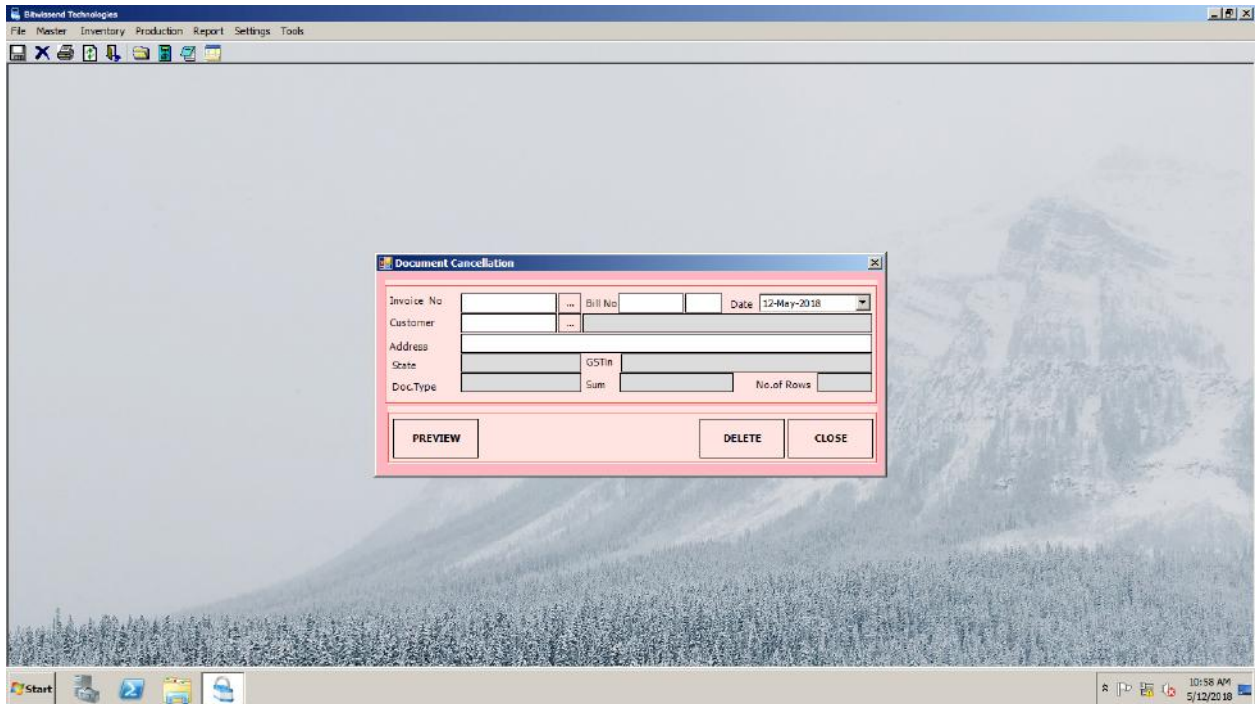 Bitwissend Technologies
File Master Inventory Production Report Settings Tools
Document Cancellation
Invoice No ... Bill No Date 12-May-2018
Customer ...
Address
State GSTin
Doc.Type Sum No.of Rows
PREVIEW DELETE CLOSE
Start
10:58 AM
5/12/2018